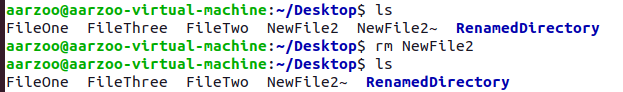 aarzoo@aarzoo-virtual-machine:~/Desktop$ ls
FileOne  FileThree  FileTwo  NewFile2  NewFile2~  RenamedDirectory
aarzoo@aarzoo-virtual-machine:~/Desktop$ rm NewFile2
aarzoo@aarzoo-virtual-machine:~/Desktop$ ls
FileOne  FileThree  FileTwo  NewFile2~  RenamedDirectory